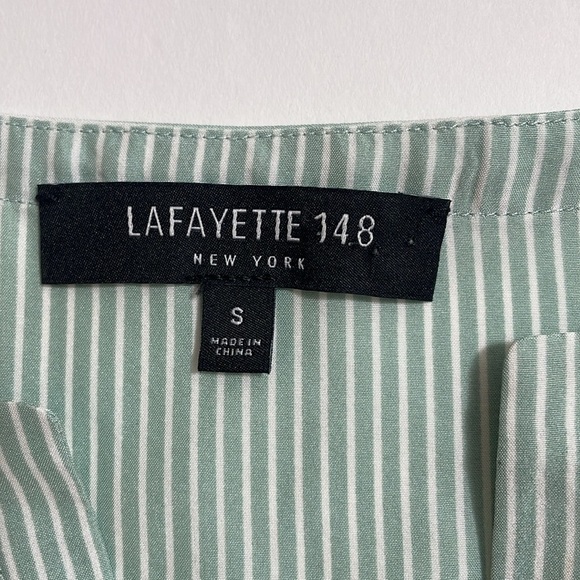 LAFAYETTE 148
NEW YORK
S
MADE IN
CHINA